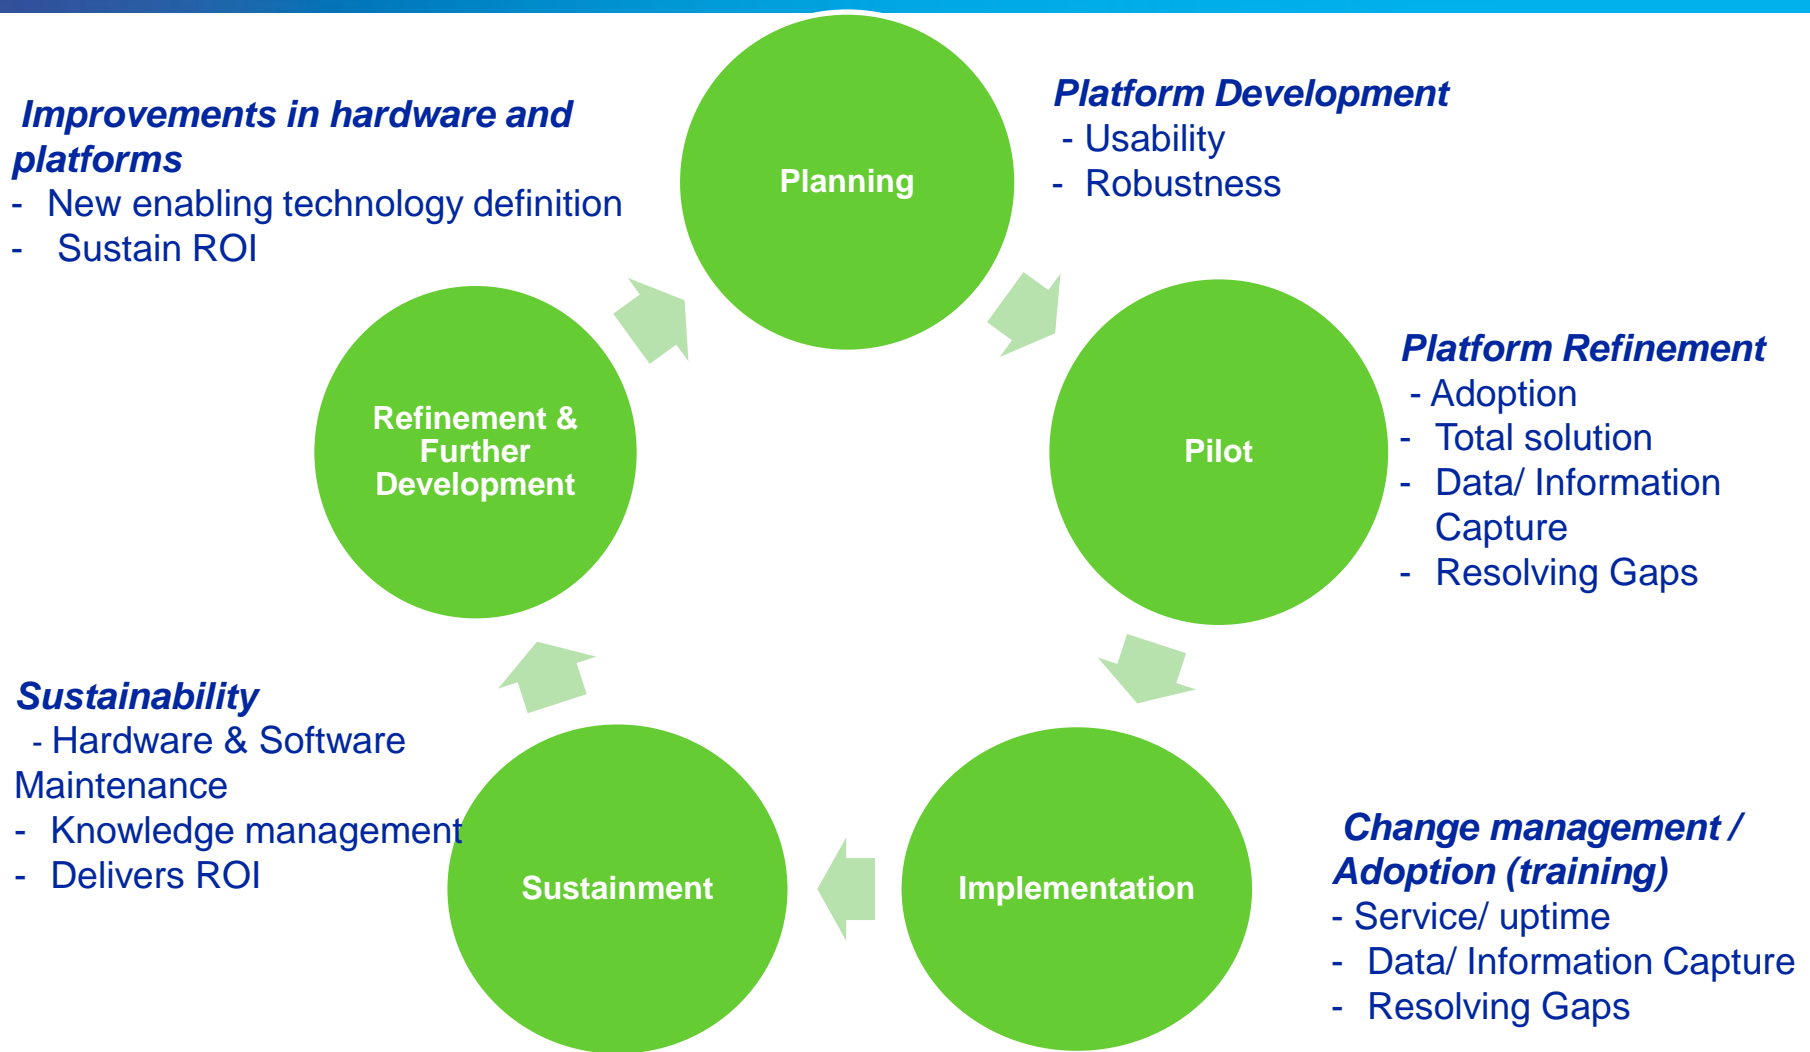 Planning
Platform Development
- Usability
- Robustness
Pilot
Platform Refinement
- Adoption
- Total solution
- Data/ Information
Capture
- Resolving Gaps
Implementation
Change management /
Adoption (training)
- Service/ uptime
- Data/ Information Capture
- Resolving Gaps
Sustainment
Sustainability
- Hardware & Software
Maintenance
- Knowledge management
- Delivers ROI
Refinement &
Further
Development
Improvements in hardware and
platforms
- New enabling technology definition
- Sustain ROI